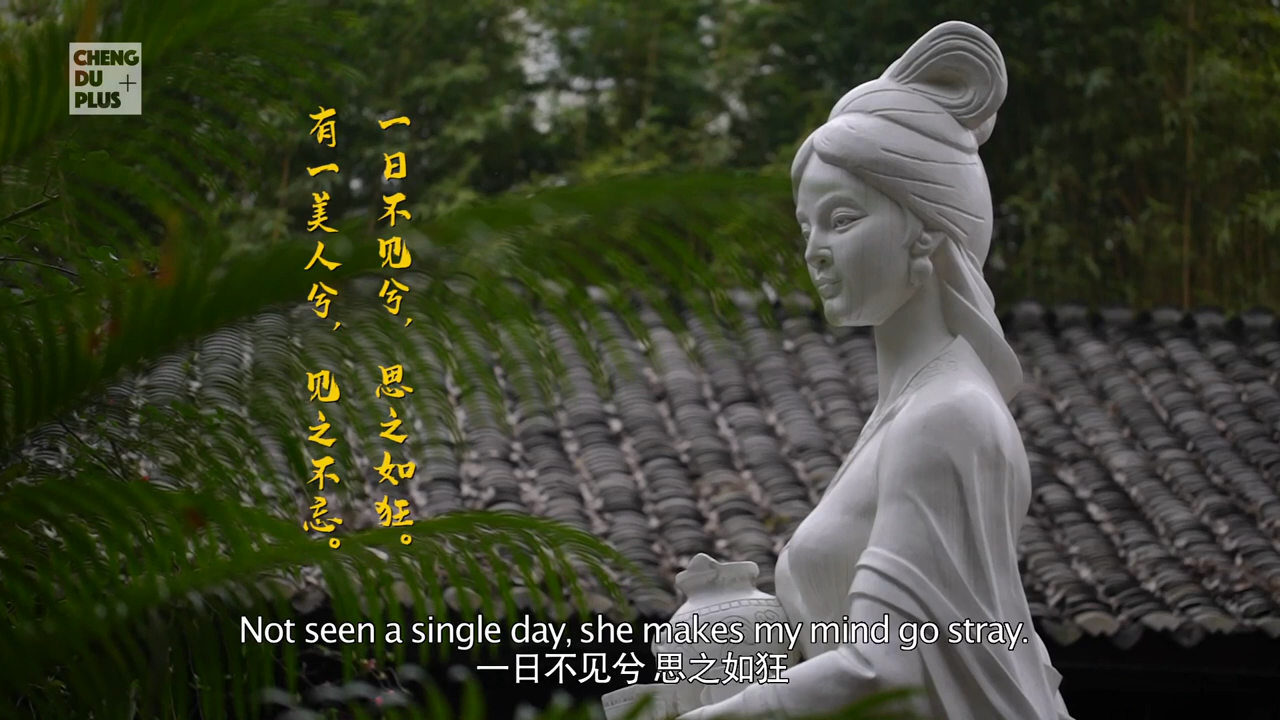 CHENG
DU +
PLUS
有一美人兮，见之不忘。
一日不见兮，思之如狂。
Not seen a single day, she makes my mind go stray.
一日不见兮 思之如狂